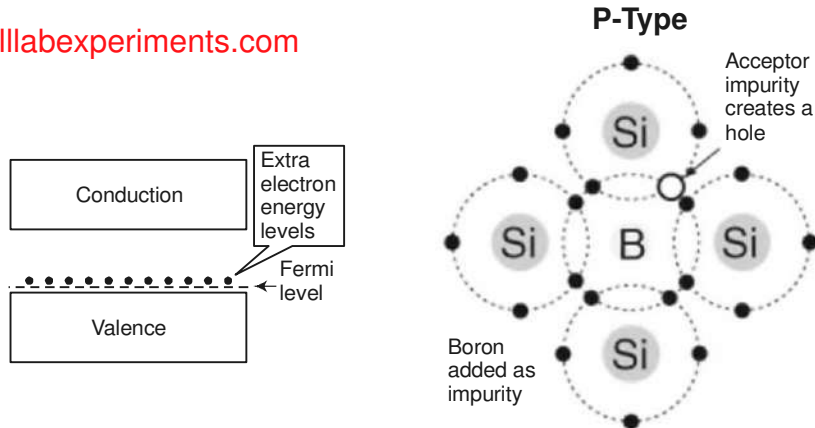 lllabexperiments.com
P-Type
Conduction
Extra
electron
energy
levels
Fermi
level
Valence
Acceptor
impurity
creates a
hole
Si
Si
B
Si
Si
Boron
added as
impurity